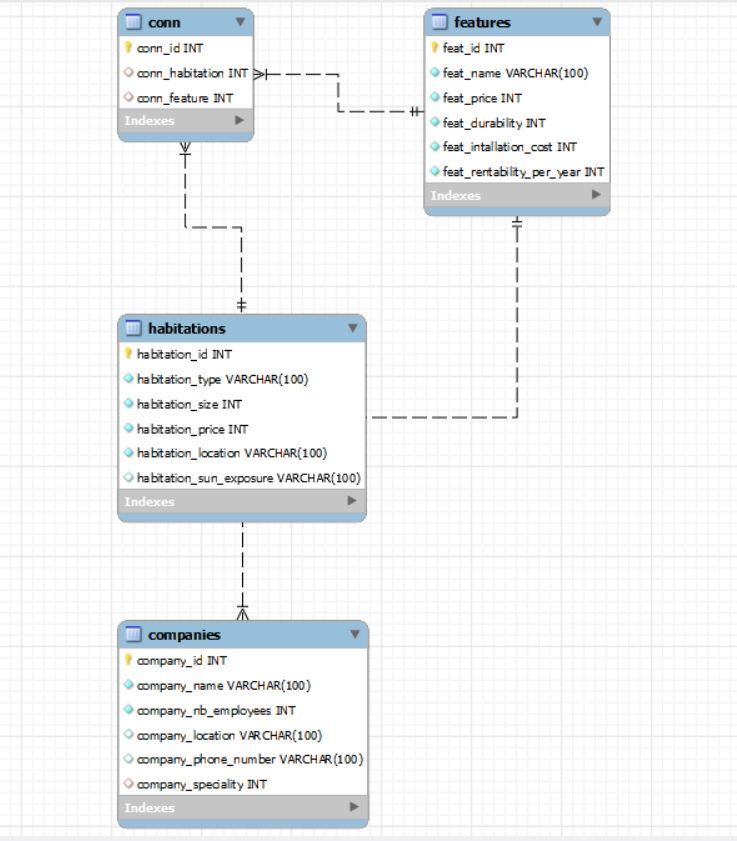 conn
conn_id INT
conn_habitation INT
conn_feature INT
Indexes
features
feat_id INT
feat_name VARCHAR(100)
feat_price INT
feat_durability INT
feat_intallation_cost INT
feat_rentability_per_year INT
Indexes
habitations
habitation_id INT
habitation_type VARCHAR(100)
habitation_size INT
habitation_price INT
habitation_location VARCHAR(100)
habitation_sun_exposure VARCHAR(100)
Indexes
companies
company_id INT
company_name VARCHAR(100)
company_nb_employees INT
company_location VARCHAR(100)
company_phone_number VARCHAR(100)
company_speciality INT
Indexes